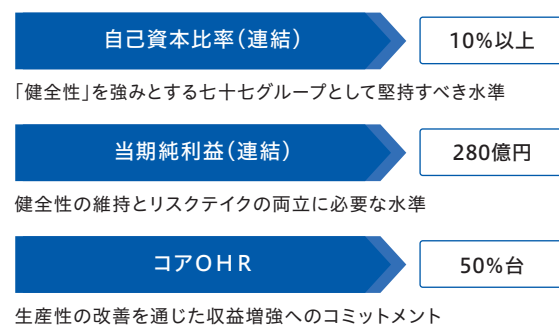 自己資本比率（連結）
10%以上
「健全性」を強みとする七十七グループとして堅持すべき水準
当期純利益（連結）
280億円
健全性の維持とリスクテイクの両立に必要な水準
コアOHR
50%台
生産性の改善を通じた収益増強へのコミットメント